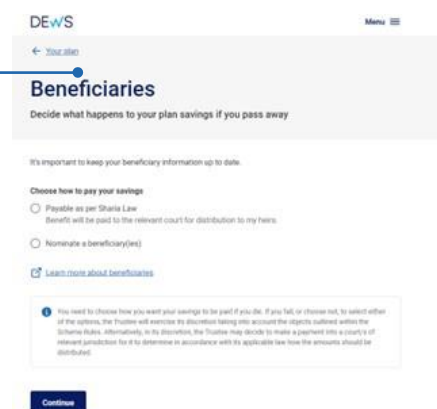 DEWS
Menu
Your plan
Beneficiaries
Decide what happens to your plan savings if you pass away
It's important to keep your beneficiary information up to date.
Choose how to pay your savings
Payable as per Sharia Law
Benefit will be paid to the relevant court for distribution to my heirs.
Nominate a beneficiary(ies)
Learn more about beneficiaries
You need to choose how you want your savings to be paid if you die. If you fail, or choose not, to select either
of the options, the Trustee will exercise its discretion taking into account the objects outlined within the
Scheme Rules. Alternatively, in its discretion, the Trustee may decide to make a payment into a court/s of
relevant jurisdiction for it to determine in accordance with its applicable law how the amounts should be
distributed.
Continue